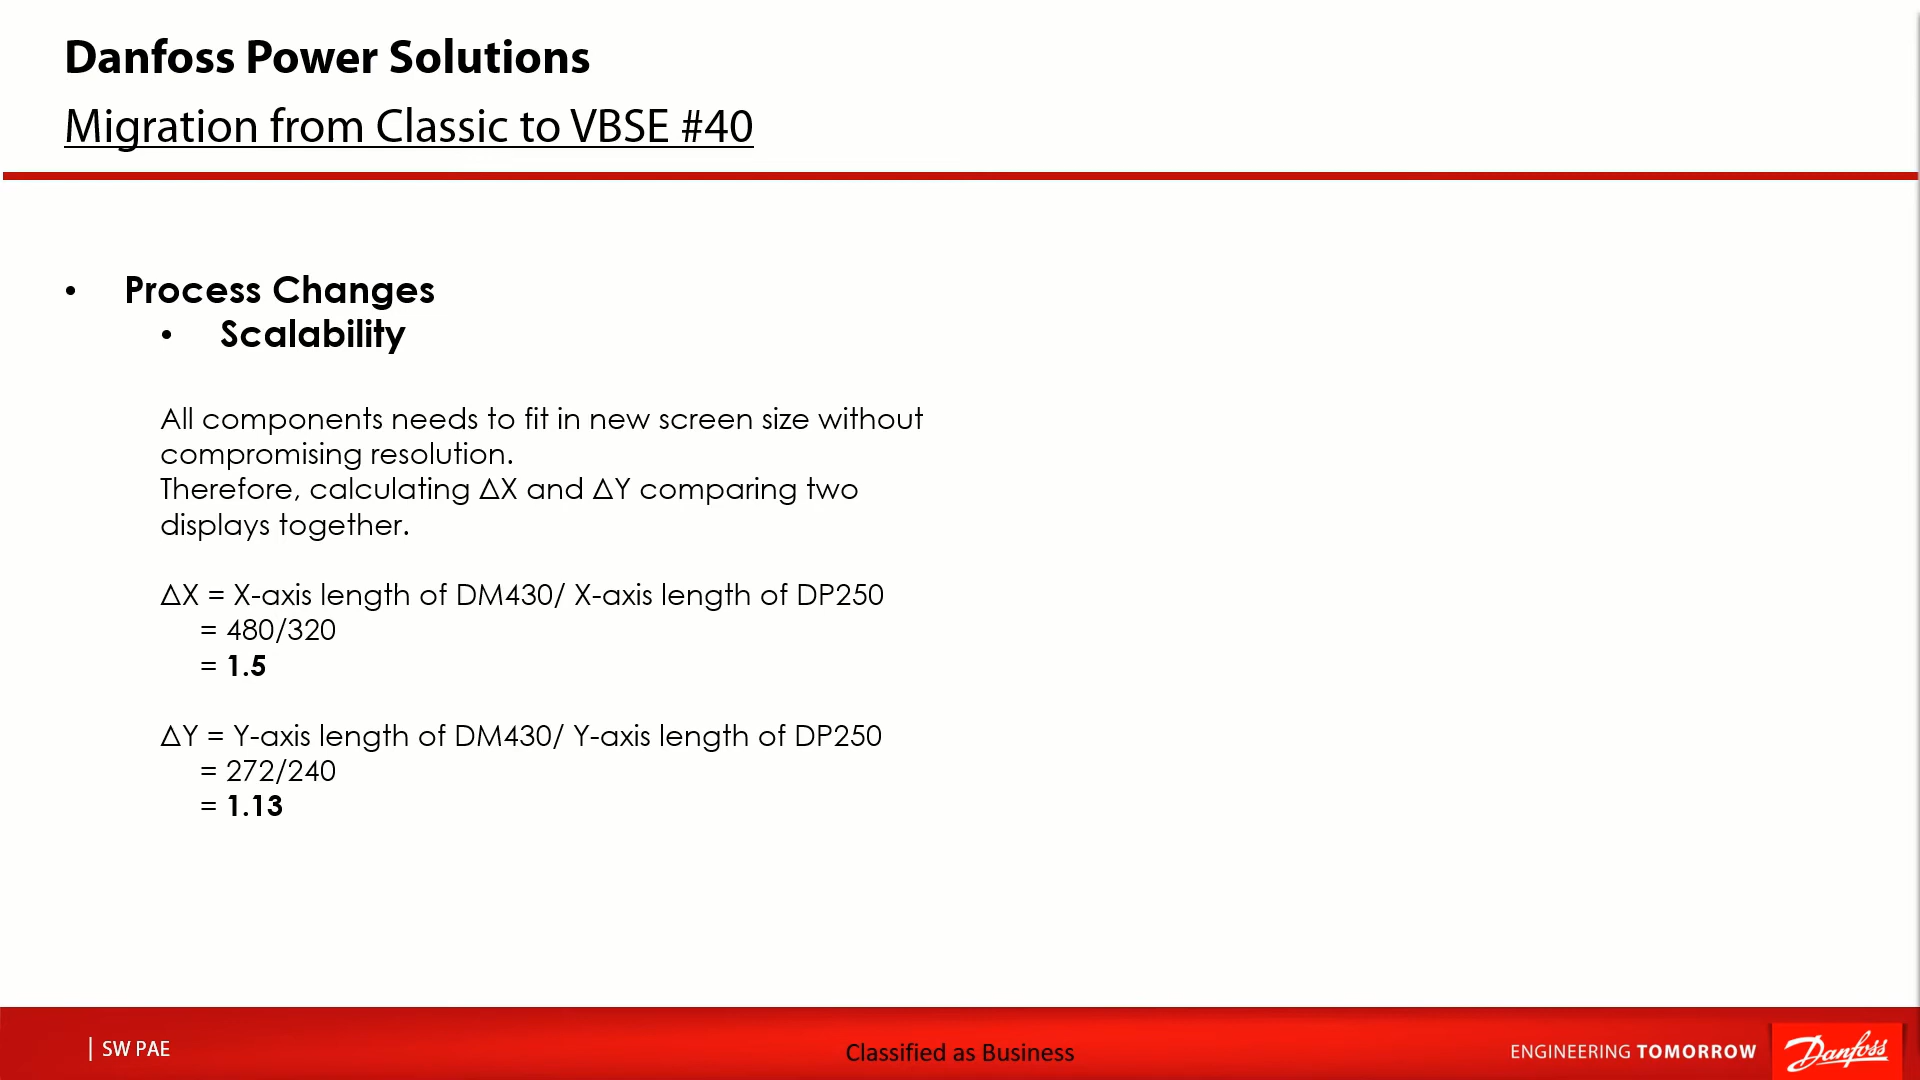 Danfoss Power Solutions
Migration from Classic to VBSE #40
• Process Changes
• Scalability
All components needs to fit in new screen size without
compromising resolution.
Therefore, calculating ΔX and ΔY comparing two
displays together.
ΔX = X-axis length of DM430/ X-axis length of DP250
= 480/320
= 1.5
ΔY = Y-axis length of DM430/ Y-axis length of DP250
= 272/240
= 1.13
| SW PAE
Classified as Business
ENGINEERING TOMORROW
Danfoss